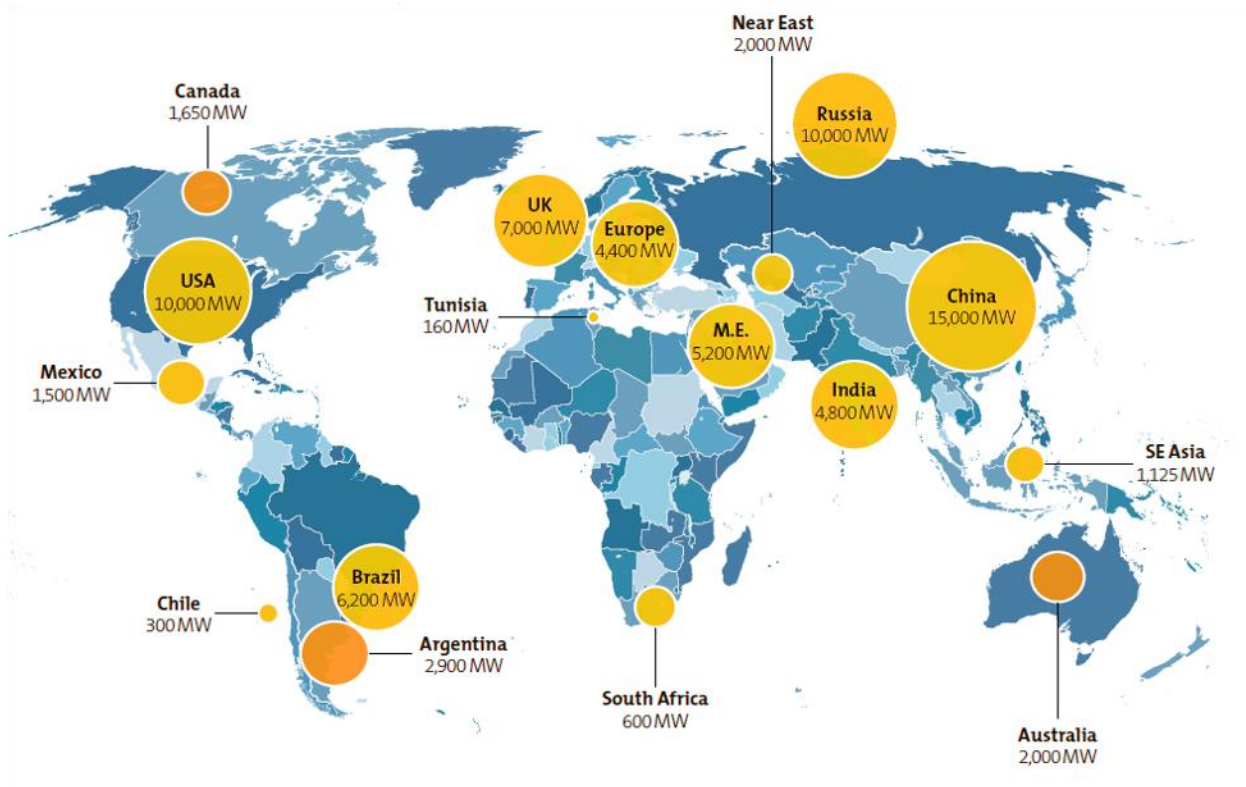 Near East
2,000 MW
Canada
1,650 MW
Russia
10,000 MW
UK
7,000 MW
Europe
4,400 MW
USA
10,000 MW
Tunisia
160 MW
China
15,000 MW
M.E.
5,200 MW
Mexico
1,500 MW
India
4,800 MW
SE Asia
1,125 MW
Brazil
6,200 MW
Chile
300 MW
Argentina
2,900 MW
South Africa
600 MW
Australia
2,000 MW